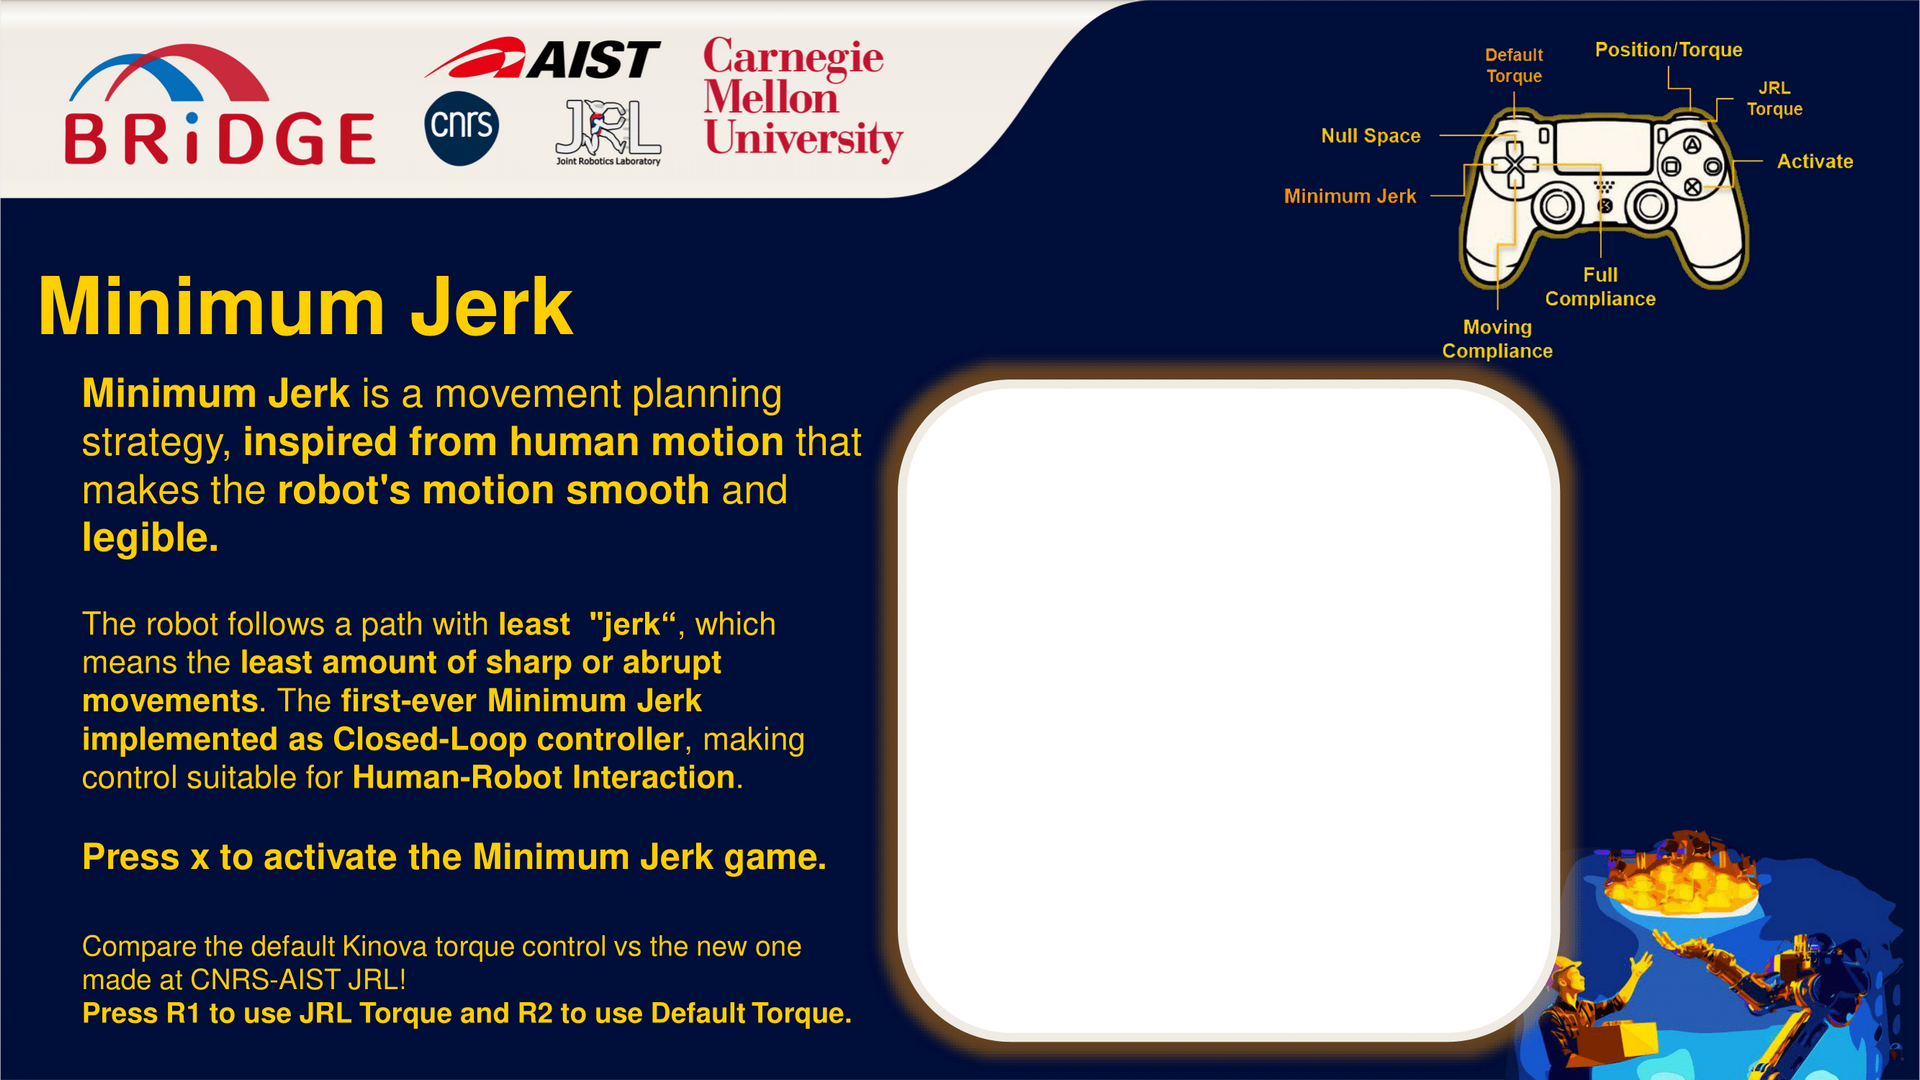 BRiDGE
AIST
cnrs
JRL
Joint Robotics Laboratory
Carnegie
Mellon
University
Default
Torque
Position/Torque
JRL
Torque
Null Space
Activate
Minimum Jerk
Full
Compliance
Moving
Compliance
Minimum Jerk
Minimum Jerk is a movement planning
strategy, inspired from human motion that
makes the robot's motion smooth and
legible.
The robot follows a path with least  "jerk“, which
means the least amount of sharp or abrupt
movements. The first-ever Minimum Jerk
implemented as Closed-Loop controller, making
control suitable for Human-Robot Interaction.
Press x to activate the Minimum Jerk game.
Compare the default Kinova torque control vs the new one
made at CNRS-AIST JRL!
Press R1 to use JRL Torque and R2 to use Default Torque.